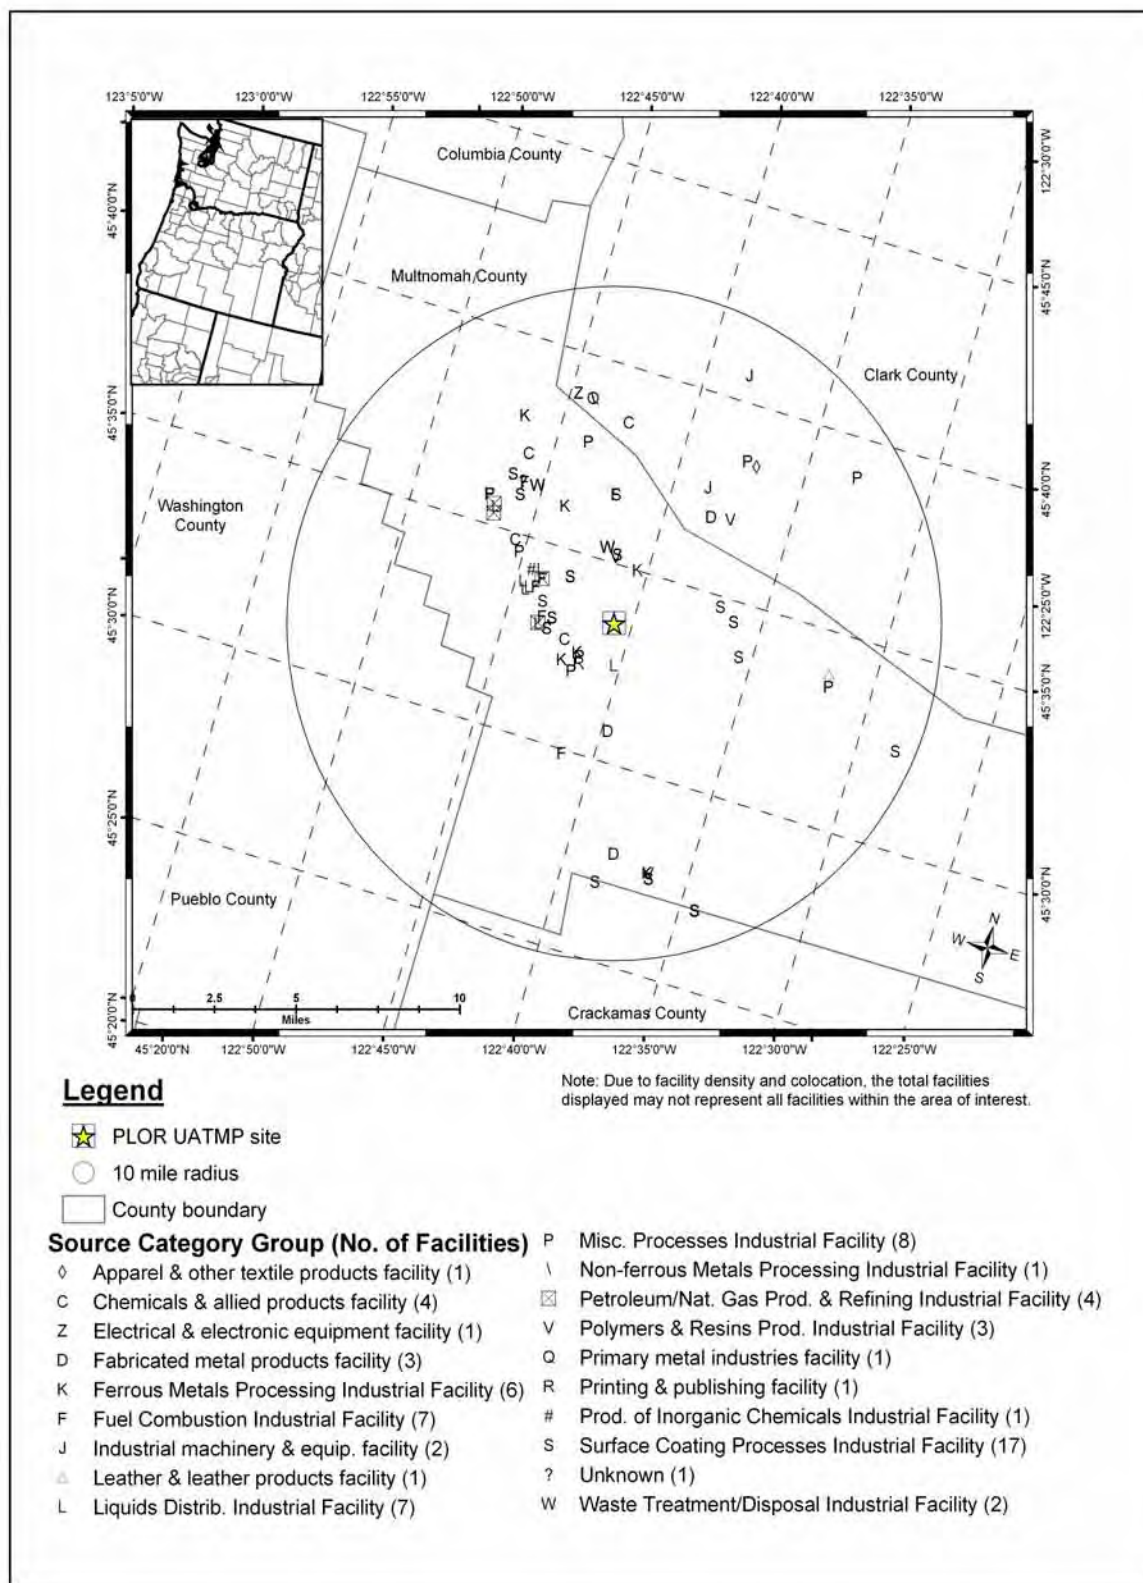 123°5'0"W 123°0'0"W 122°55'0"W 122°50'0"W 122°45'0"W 122°40'0"W 122°35'0"W
122°30'0"W
45°40'0"N
45°35'0"N
45°30'0"N
45°25'0"N
45°20'0"N
45°45'0"N
45°40'0"N
122°25'0"W
45°35'0"N
45°30'0"N
Columbia County
Multnomah County
Clark County
Washington
County
Pueblo County
Crackamas County
J
Z Q
K C
P
C
P
P
S
F W
S
K
J
D V
C
P
W
S
K
#
S
L
S
S
S
C
K
P
R
L
S
P
D
F
S
D
K
S
S
S
N
W E
S
0 2.5 5 10
Miles
45°20'0"N 122°50'0"W 122°45'0"W 122°40'0"W 122°35'0"W 122°30'0"W 122°25'0"W
Legend
Note: Due to facility density and colocation, the total facilities
displayed may not represent all facilities within the area of interest.
PLOR UATMP site
10 mile radius
County boundary
Source Category Group (No. of Facilities)
Apparel & other textile products facility (1)
C Chemicals & allied products facility (4)
Z Electrical & electronic equipment facility (1)
D Fabricated metal products facility (3)
K Ferrous Metals Processing Industrial Facility (6)
F Fuel Combustion Industrial Facility (7)
J Industrial machinery & equip. facility (2)
Leather & leather products facility (1)
L Liquids Distrib. Industrial Facility (7)
P Misc. Processes Industrial Facility (8)
\ Non-ferrous Metals Processing Industrial Facility (1)
Petroleum/Nat. Gas Prod. & Refining Industrial Facility (4)
V Polymers & Resins Prod. Industrial Facility (3)
Q Primary metal industries facility (1)
R Printing & publishing facility (1)
# Prod. of Inorganic Chemicals Industrial Facility (1)
S Surface Coating Processes Industrial Facility (17)
? Unknown (1)
W Waste Treatment/Disposal Industrial Facility (2)